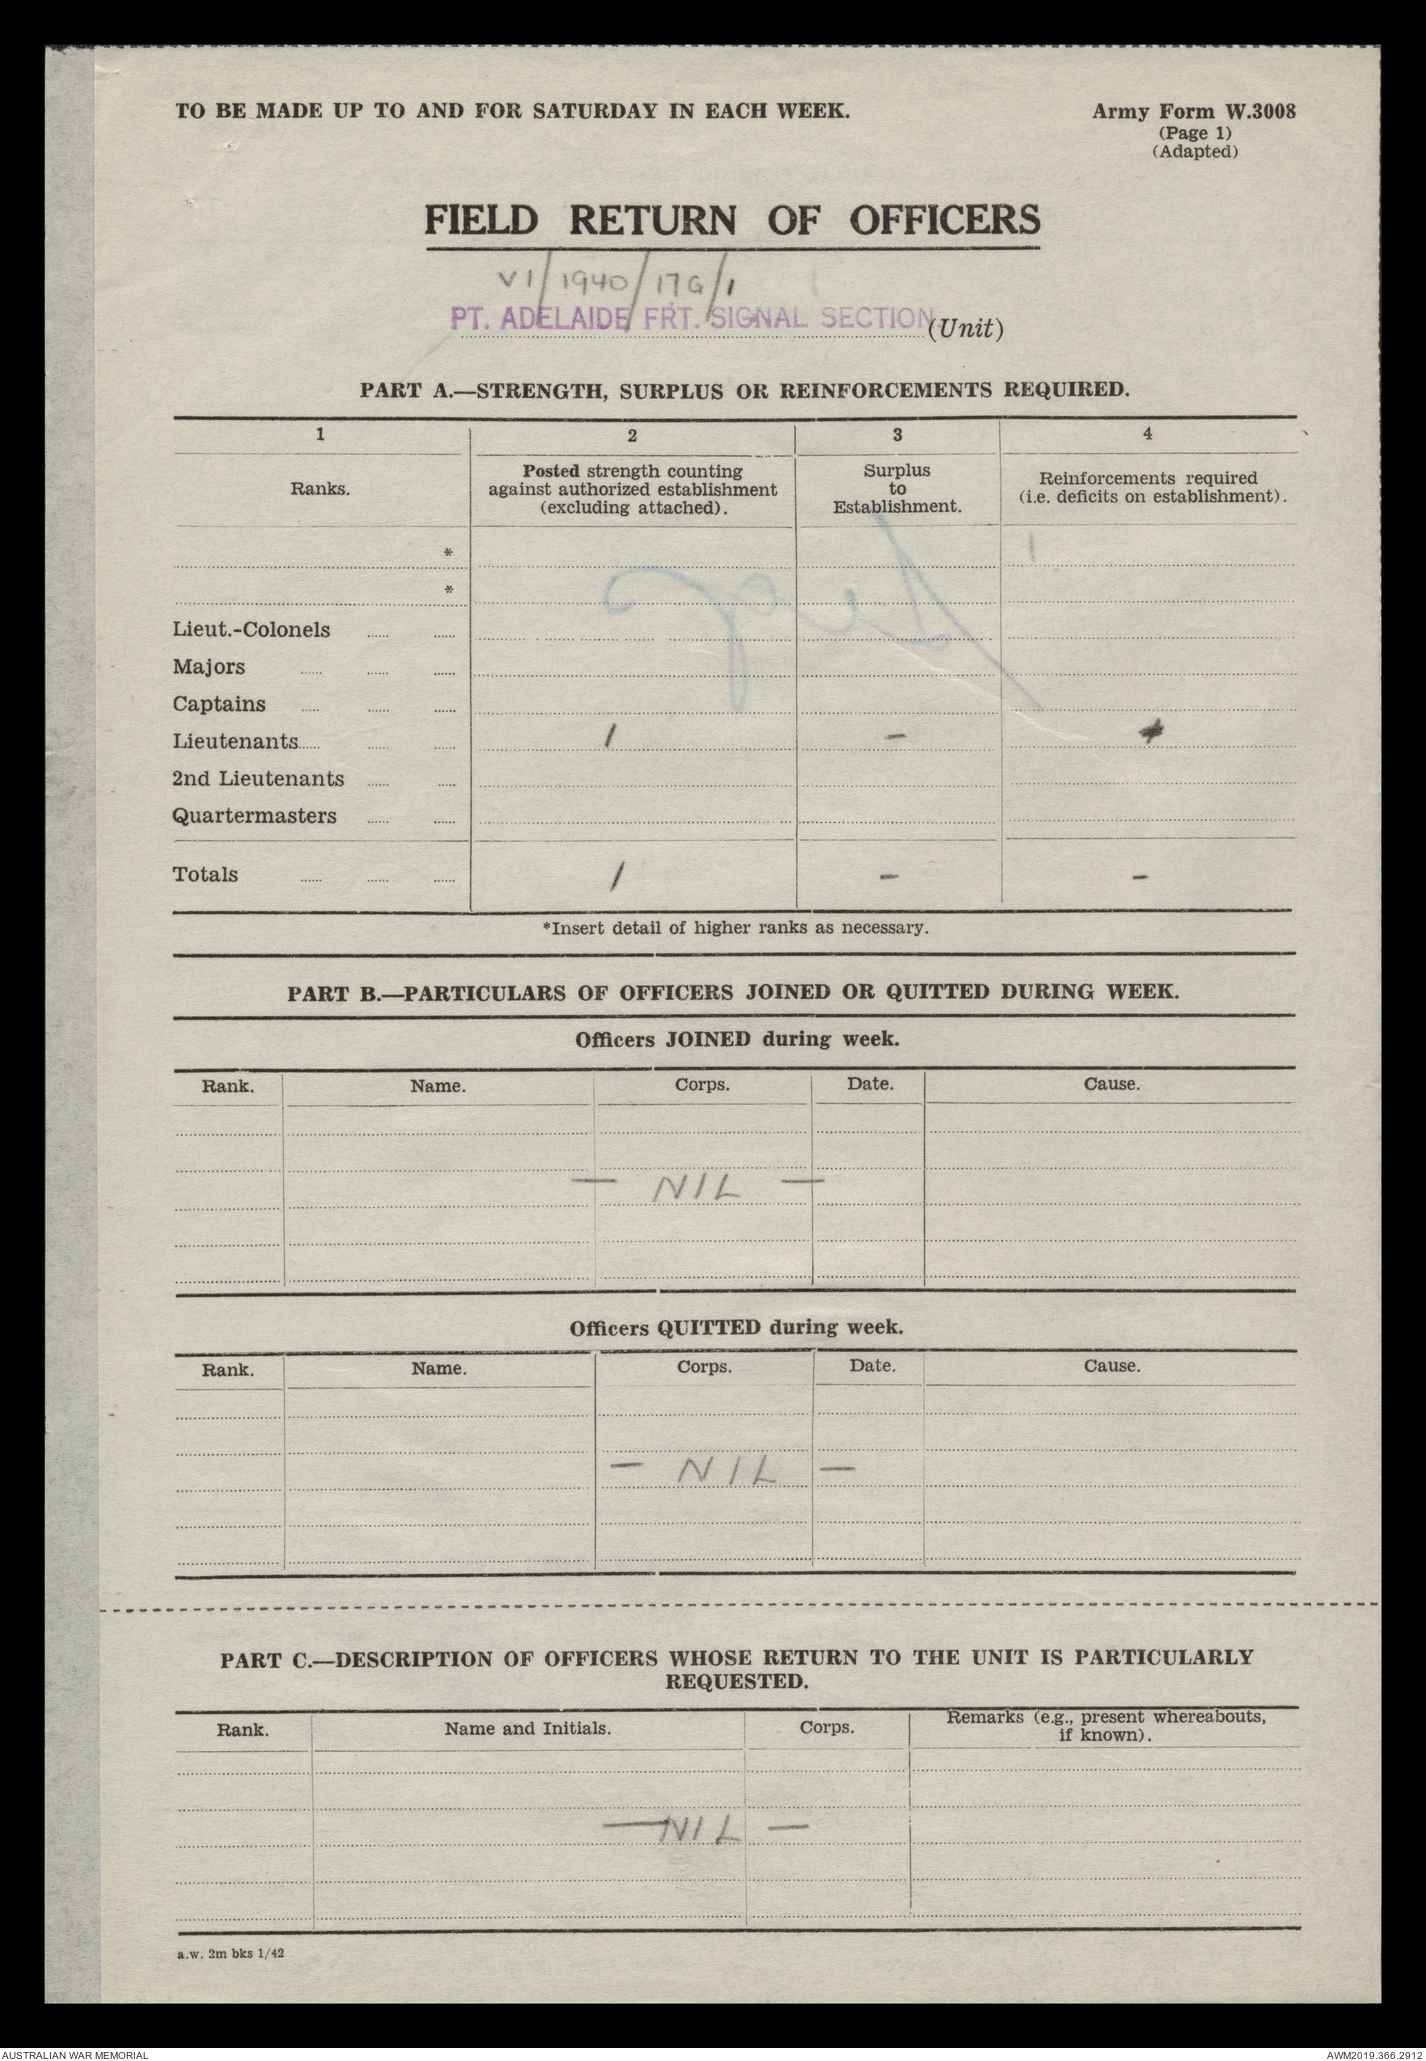 TO BE MADE UP TO AND FOR SATURDAY IN EACH WEEK.
Army Form W.3008
(Page 1)
(Adapted)
FIELD RETURN OF OFFICERS
VI/1940/17G/1
PT. ADELAIDE FRT. SIGNAL SECTION (Unit)
PART A.—STRENGTH, SURPLUS OR REINFORCEMENTS REQUIRED.
1 2 3 4
Ranks.
Posted strength counting
against authorized establishment
(excluding attached).
Surplus
to
Establishment.
Reinforcements required
(i.e. deficits on establishment).
*
*
Lieut.-Colonels
Majors
Captains
Lieutenants 1 –
2nd Lieutenants
Quartermasters
Totals 1 – –
*Insert detail of higher ranks as necessary.
PART B.—PARTICULARS OF OFFICERS JOINED OR QUITTED DURING WEEK.
Officers JOINED during week.
Rank. Name. Corps. Date. Cause.
— NIL —
Officers QUITTED during week.
Rank. Name. Corps. Date. Cause.
— NIL —
PART C.—DESCRIPTION OF OFFICERS WHOSE RETURN TO THE UNIT IS PARTICULARLY
REQUESTED.
Rank. Name and Initials. Corps.
Remarks (e.g., present whereabouts,
if known).
— NIL —
a.w. 2m bks 1/42
AUSTRALIAN WAR MEMORIAL
AWM2019.366.2912